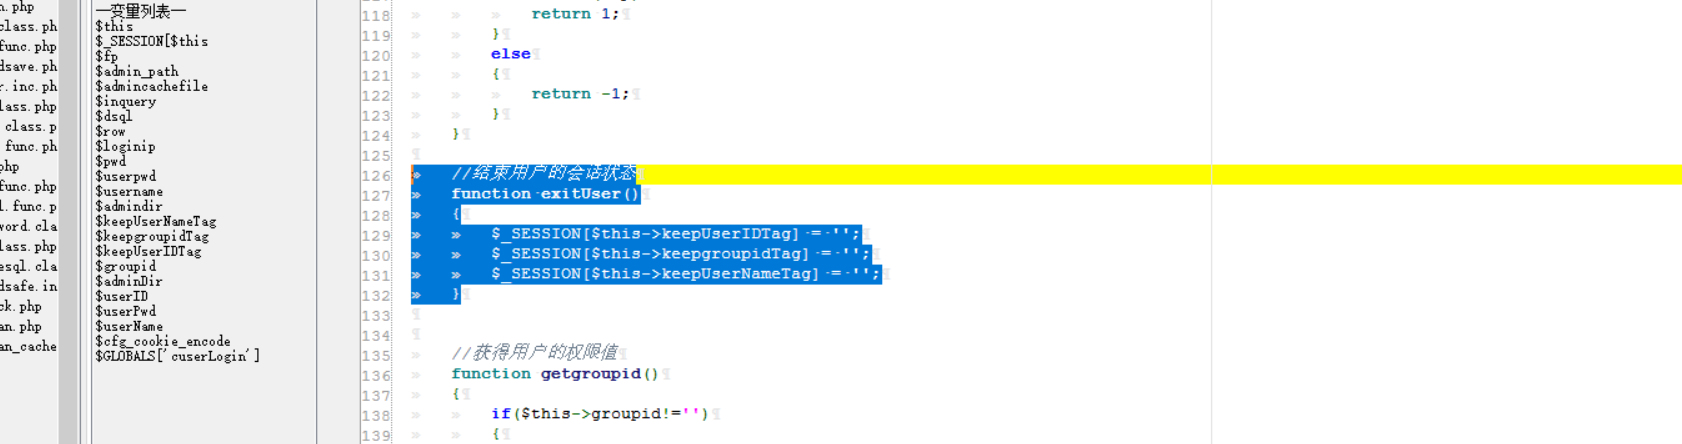 n.php
class.ph
func.php
dsave.ph
r.inc.ph
lass.php
class.p
func.ph
php
func.php
l.func.p
word.cla
lass.php
esql.cla
dsafe.in
ck.php
an.php
an_cache
—变量列表—
$this
$_SESSION[$this
$fp
$admin_path
$admincachefile
$inquery
$dsql
$row
$loginip
$pwd
$userpwd
$username
$admindir
$keepUserNameTag
$keepgroupidTag
$keepUserIDTag
$groupid
$adminDir
$userID
$userPwd
$userName
$cfg_cookie_encode
$GLOBALS['cuserLogin']
118 return 1;
119 }
120 else
121 {
122 return -1;
123 }
124 }
125
126 //结束用户的会话状态
127 function exitUser()
128 {
129 $_SESSION[$this->keepUserIDTag] = '';
130 $_SESSION[$this->keepgroupidTag] = '';
131 $_SESSION[$this->keepUserNameTag] = '';
132 }
133
134
135 //获得用户的权限值
136 function getgroupid()
137 {
138 if($this->groupid!='')
139 {